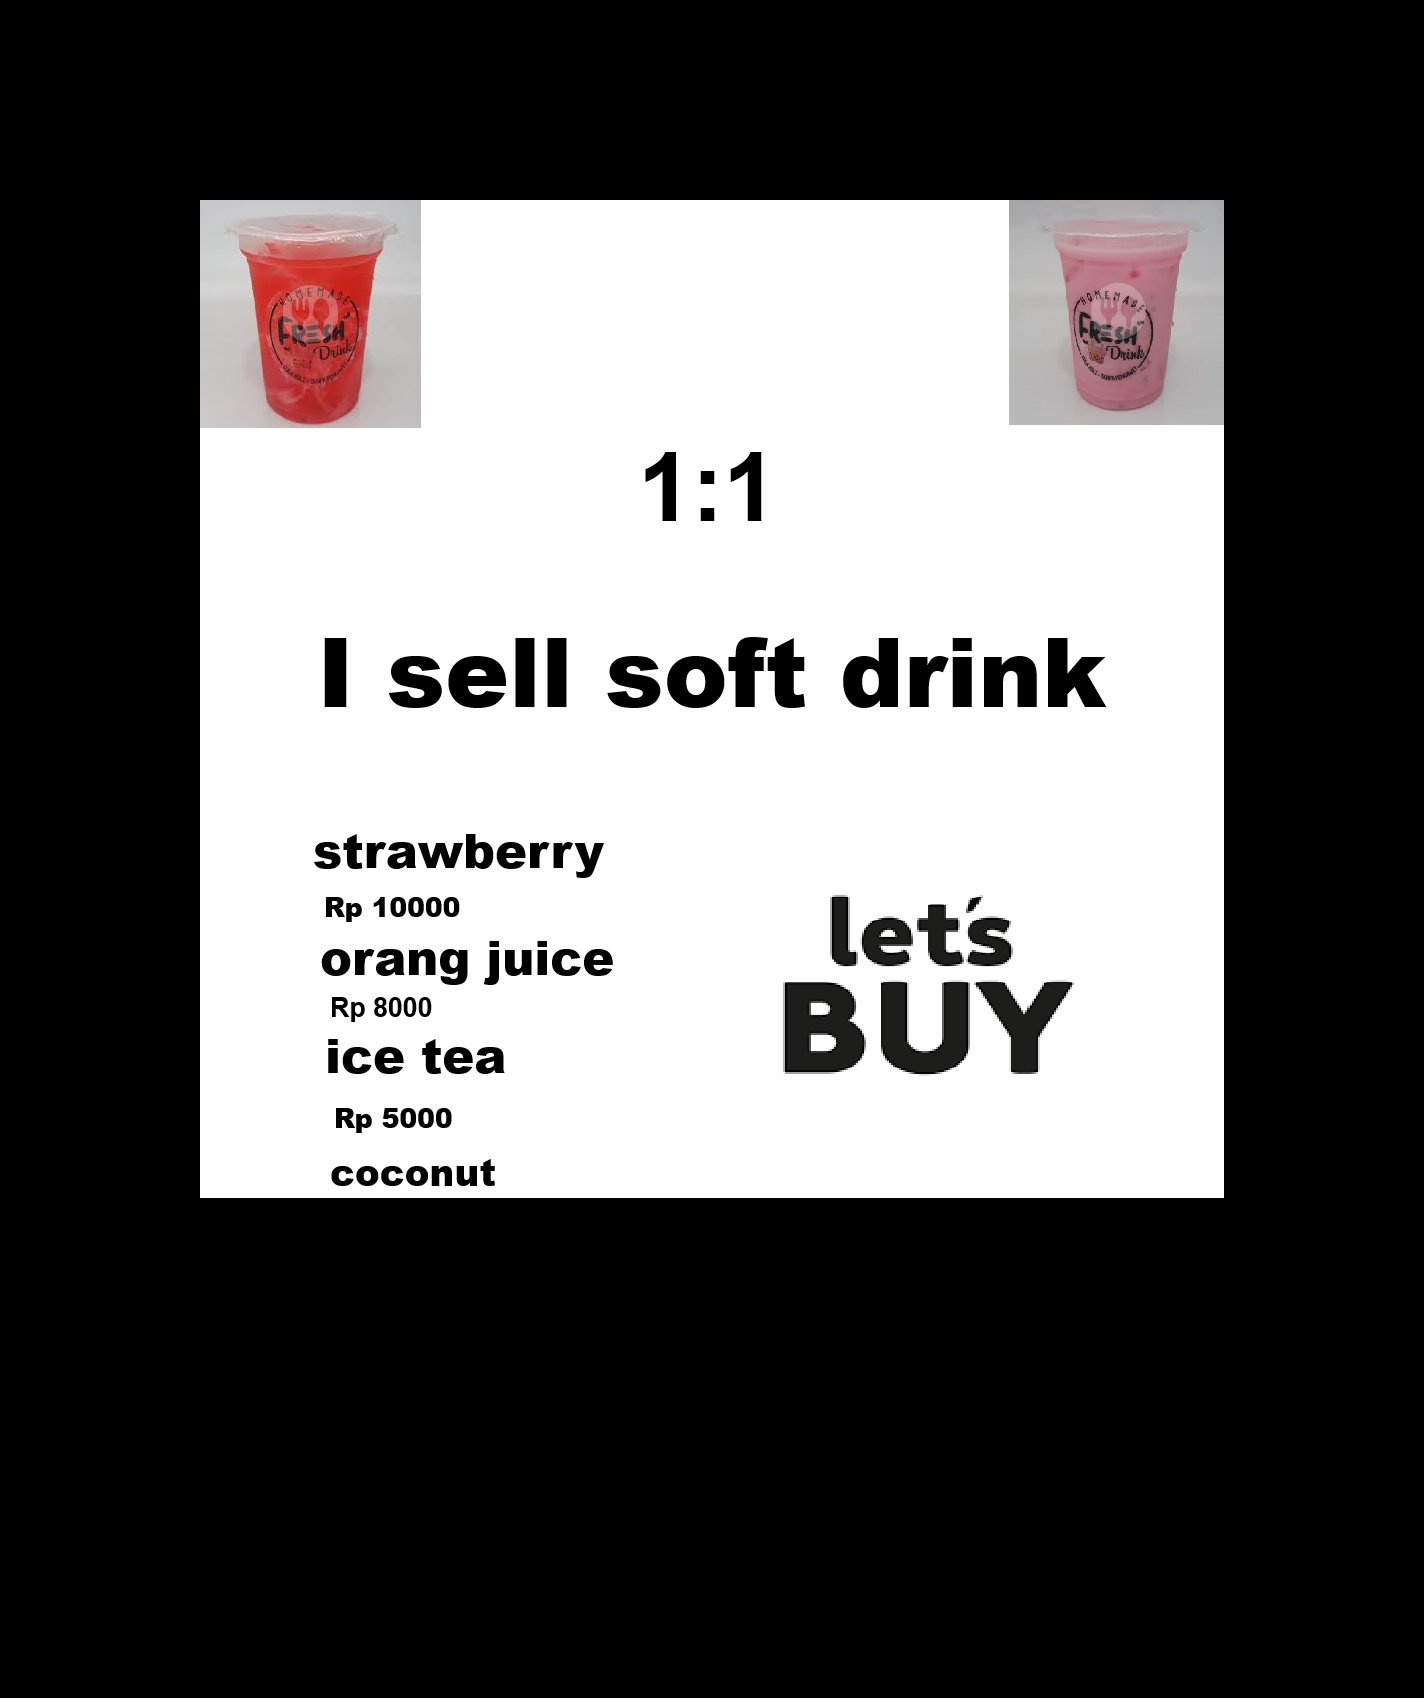 HOMEMADE
FRESH
Drink
HOMEMADE
FRESH
Drink
1:1
I sell soft drink
strawberry
Rp 10000
orang juice
Rp 8000
ice tea
Rp 5000
coconut
let's
BUY